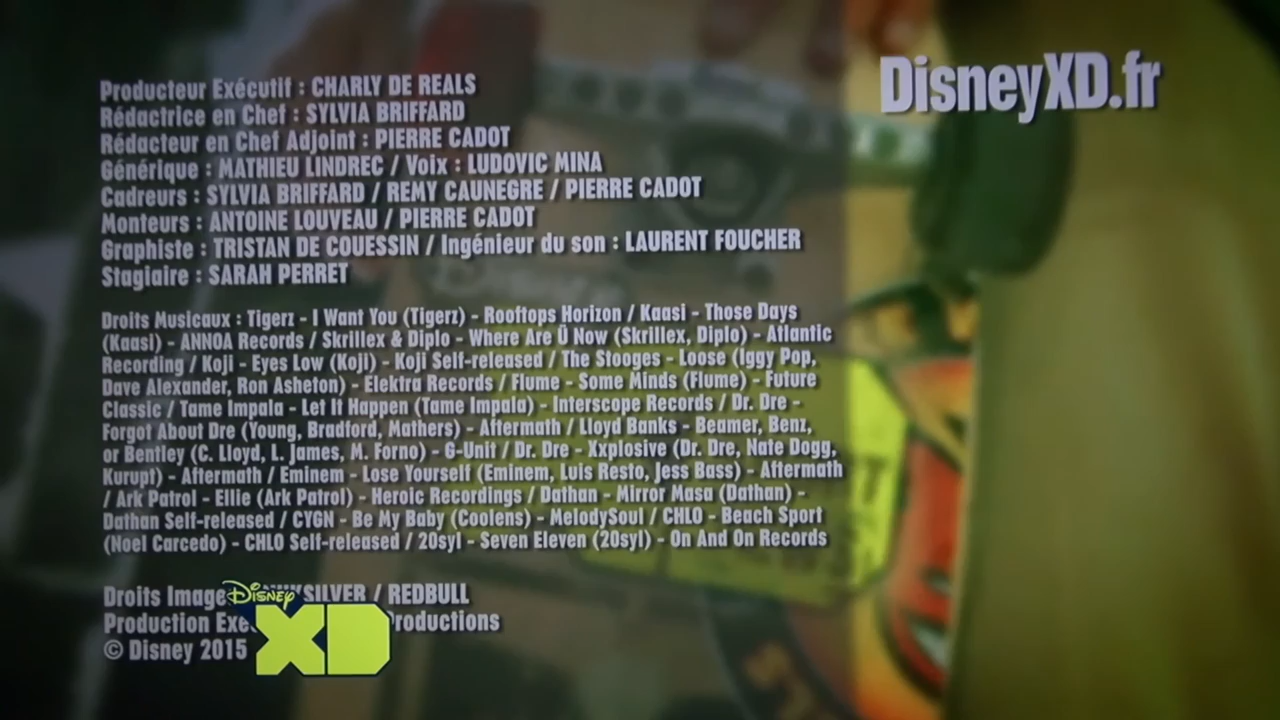 DisneyXD.fr
Producteur Exécutif : CHARLY DE REALS
Rédactrice en Chef : SYLVIA BRIFFARD
Rédacteur en Chef Adjoint : PIERRE CADOT
Générique : MATHIEU LINDREC / Voix : LUDOVIC MINA
Cadreurs : SYLVIA BRIFFARD / REMY CAUNEGRE / PIERRE CADOT
Monteurs : ANTOINE LOUVEAU / PIERRE CADOT
Graphiste : TRISTAN DE COUESSIN / Ingénieur du son : LAURENT FOUCHER
Stagiaire : SARAH PERRET
Droits Musicaux : Tigerz - I Want You (Tigerz) - Rooftops Horizon / Kaasi - Those Days
(Kaasi) - ANNOA Records / Skrillex & Diplo - Where Are Ü Now (Skrillex, Diplo) - Atlantic
Recording / Koji - Eyes Low (Koji) - Koji Self-released / The Stooges - Loose (Iggy Pop,
Dave Alexander, Ron Asheton) - Elektra Records / Flume - Some Minds (Flume) - Future
Classic / Tame Impala - Let It Happen (Tame Impala) - Interscope Records / Dr. Dre -
Forgot About Dre (Young, Bradford, Mathers) - Aftermath / Lloyd Banks - Beamer, Benz,
or Bentley (C. Lloyd, L. James, M. Forno) - G-Unit / Dr. Dre - Xxplosive (Dr. Dre, Nate Dogg,
Kurupt) - Aftermath / Eminem - Lose Yourself (Eminem, Luis Resto, Jess Bass) - Aftermath
/ Ark Patrol - Ellie (Ark Patrol) - Heroic Recordings / Dathan - Mirror Masa (Dathan) -
Dathan Self-released / CYGN - Be My Baby (Coolens) - MelodySoul / CHLO - Beach Sport
(Noel Carcedo) - CHLO Self-released / 20syl - Seven Eleven (20syl) - On And On Records
Droits Image / REDBULL
Production
© Disney 2015
Disney XD